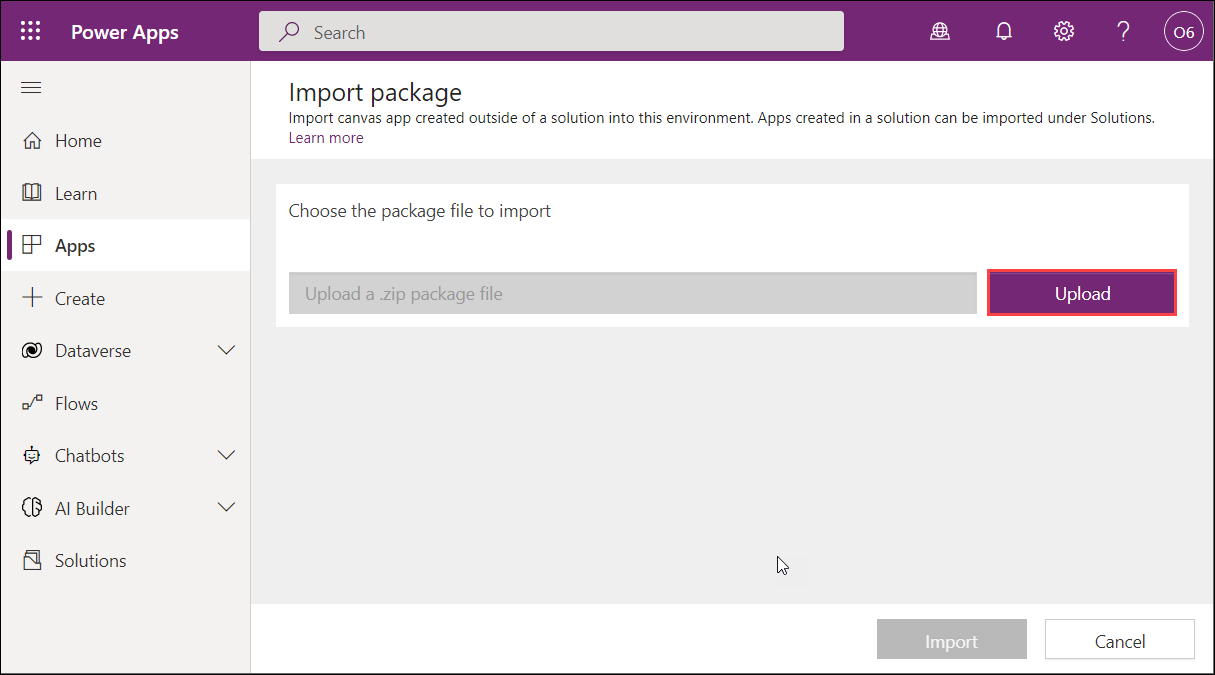 Power Apps
Search
O6
Import package
Import canvas app created outside of a solution into this environment. Apps created in a solution can be imported under Solutions.
Learn more
Home
Learn
Apps
Create
Dataverse
Flows
Chatbots
AI Builder
Solutions
Choose the package file to import
Upload a .zip package file
Upload
Import
Cancel